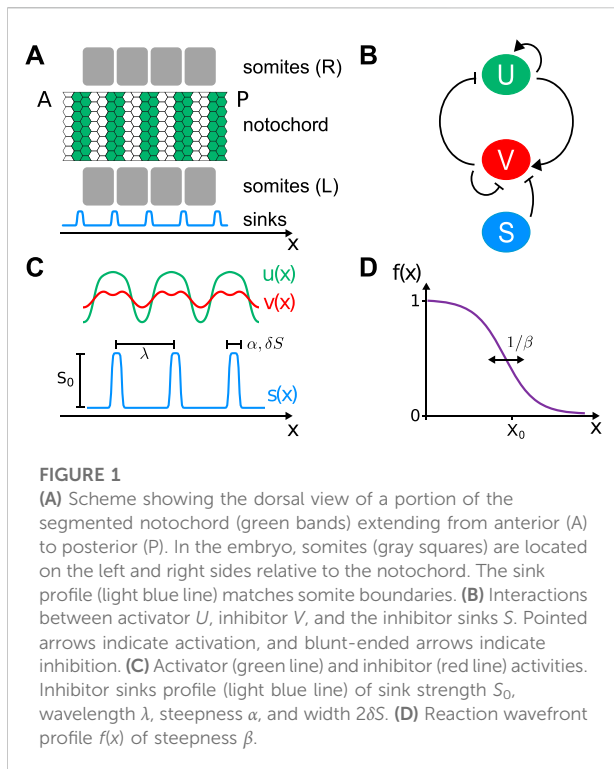 A
somites (R)
A
P
notochord
somites (L)
sinks
x
B
U
V
S
C
u(x)
v(x)
λ
α, δS
S₀
s(x)
x
D
f(x)
1
1/β
0
X₀
x
FIGURE 1
(A) Scheme showing the dorsal view of a portion of the
segmented notochord (green bands) extending from anterior (A)
to posterior (P). In the embryo, somites (gray squares) are located
on the left and right sides relative to the notochord. The sink
profile (light blue line) matches somite boundaries. (B) Interactions
between activator U, inhibitor V, and the inhibitor sinks S. Pointed
arrows indicate activation, and blunt-ended arrows indicate
inhibition. (C) Activator (green line) and inhibitor (red line) activities.
Inhibitor sinks profile (light blue line) of sink strength S₀,
wavelength λ, steepness α, and width 2δS. (D) Reaction wavefront
profile f(x) of steepness β.